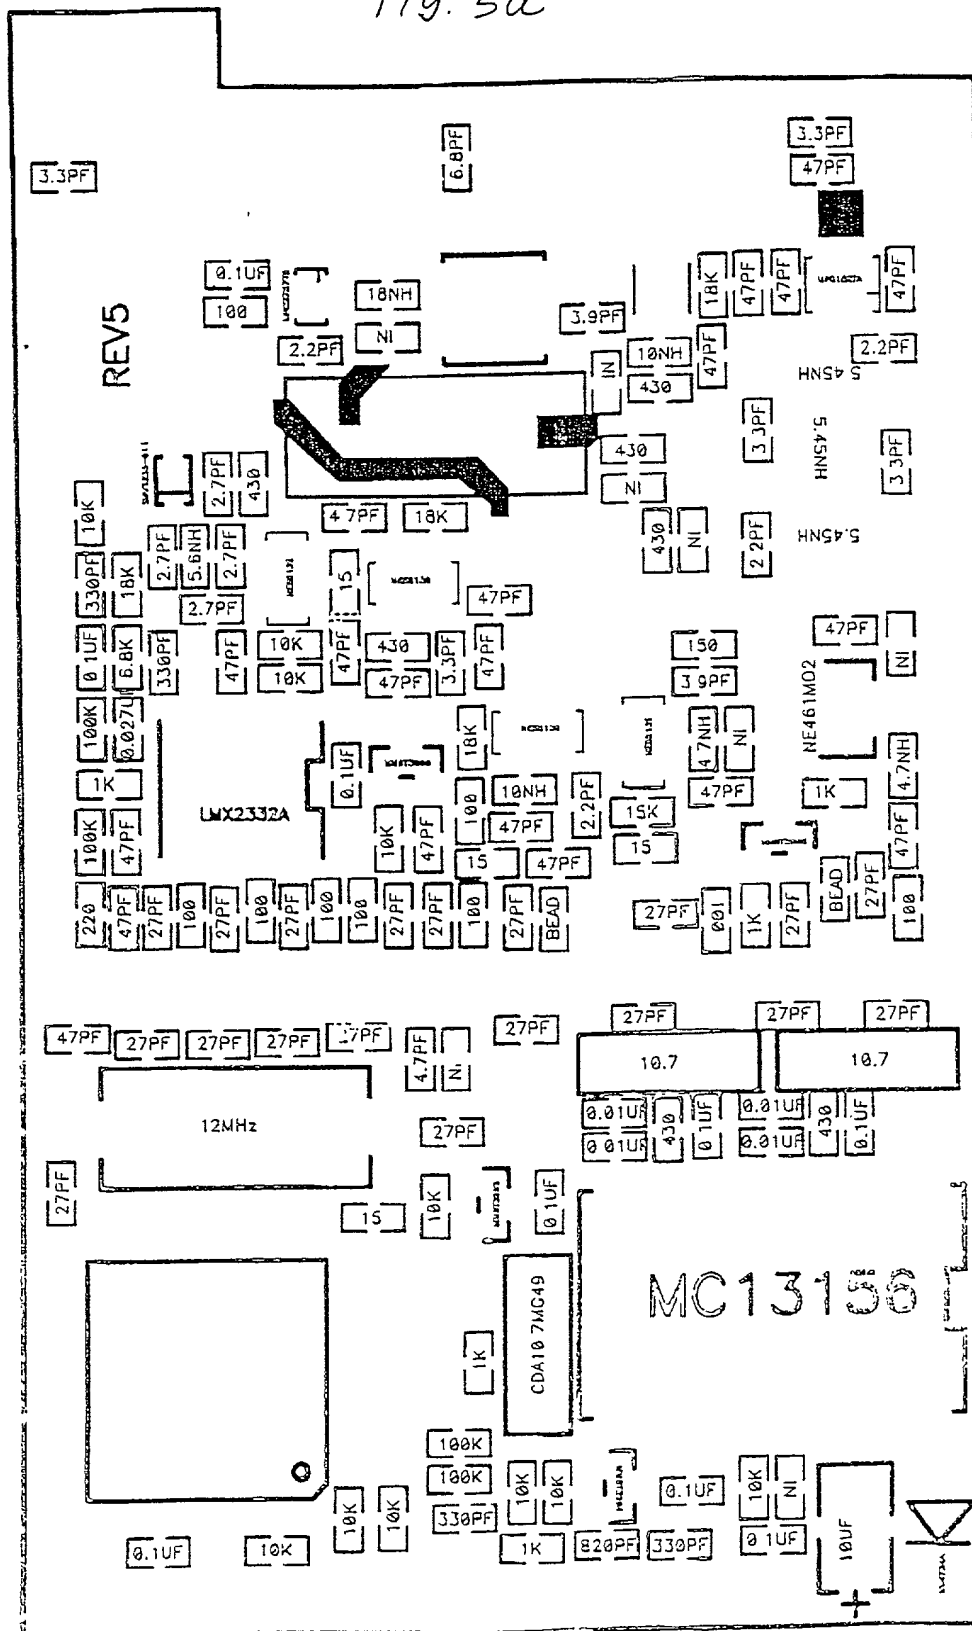 Fig. 5a
3.3PF
6.8PF
3.3PF
47PF
0.1UF
100
18NH
NI
2.2PF
3.9PF
18K
47PF
47PF
47PF
REV5
10NH
430
47PF
NI
2.2PF
5.45NH
3.3PF
5.45NH
3.3PF
430
NI
2.7PF
430
10K
4.7PF
18K
430
NI
2.2PF
5.45NH
330PF
18K
2.7PF
5.6NH
2.7PF
2.7PF
15
47PF
0.1UF
6.8K
330PF
47PF
10K
10K
47PF
430
47PF
3.3PF
47PF
150
3.9PF
47PF
NI
100K
0.027U
18K
4.7NH
NI
NE461M02
4.7NH
1K
LMX2332A
0.1UF
10NH
2.2PF
47PF
1K
100K
47PF
10K
47PF
100
47PF
15K
15
47PF
15
47PF
220
47PF
27PF
100
27PF
100
27PF
100
100
27PF
27PF
100
27PF
BEAD
27PF
100
1K
27PF
BEAD
27PF
100
47PF
27PF
27PF
27PF
27PF
4.7PF
NI
27PF
27PF
27PF
27PF
10.7
10.7
12MHz
27PF
0.01UF
0.01UF
430
0.1UF
0.01UF
0.01UF
430
0.1UF
27PF
15
10K
0.1UF
MC13156
CDA10.7MG49
1K
100K
100K
330PF
10K
10K
10K
10K
0.1UF
10K
NI
0.1UF
10K
1K
820PF
330PF
0.1UF
10UF
+